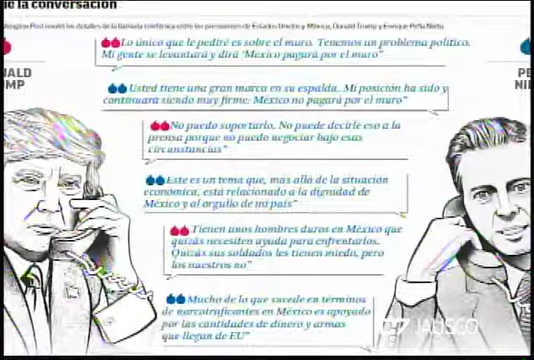 de la conversación
Washington Post reveló los detalles de la llamada telefónica entre los presidentes de Estados Unidos y México, Donald Trump y Enrique Peña Nieto
Lo único que le pediré es sobre el muro. Tenemos un problema político.
Mi gente se levantará y dirá 'México pagará por el muro"
NALD
MP
PE
NI
Usted tiene una gran marca en su espalda. Mi posición ha sido y
continuará siendo muy firme: México no pagará por el muro"
No puedo soportarlo. No puede decirle eso a la
prensa porque no puedo negociar bajo esas
circunstancias"
Este es un tema que, más allá de la situación
económica, está relacionado a la dignidad de
México y al orgullo de mi país"
Tienen unos hombres duros en México que
quizás necesiten ayuda para enfrentarlos.
Quizás sus soldados les tienen miedo, pero
los nuestros no"
Mucho de lo que sucede en términos
de narcotraficantes en México es apoyado
por las cantidades de dinero y armas
que llegan de EU"
C7 JALISCO